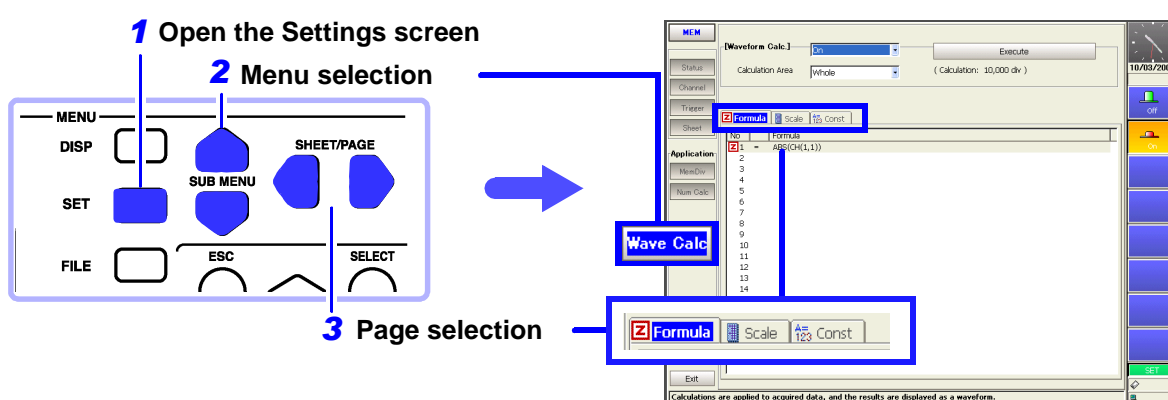 1 Open the Settings screen
2 Menu selection
MENU
DISP
SHEET/PAGE
SUB MENU
SET
FILE
ESC
SELECT
3 Page selection
MEM
[Waveform Calc.] On Execute
Status
Calculation Area Whole ( Calculation: 10,000 div )
10/03/200
Channel
Trigger
Off
Formula Scale Const
Sheet
No Formula
1 = ABS(CH(1,1))
On
Application
2
MemDiv
3
4
Num Calc
5
6
7
8
Wave Calc
9
10
11
12
13
14
Z Formula Scale A= 123 Const
Exit
SET
Calculations are applied to acquired data, and the results are displayed as a waveform.